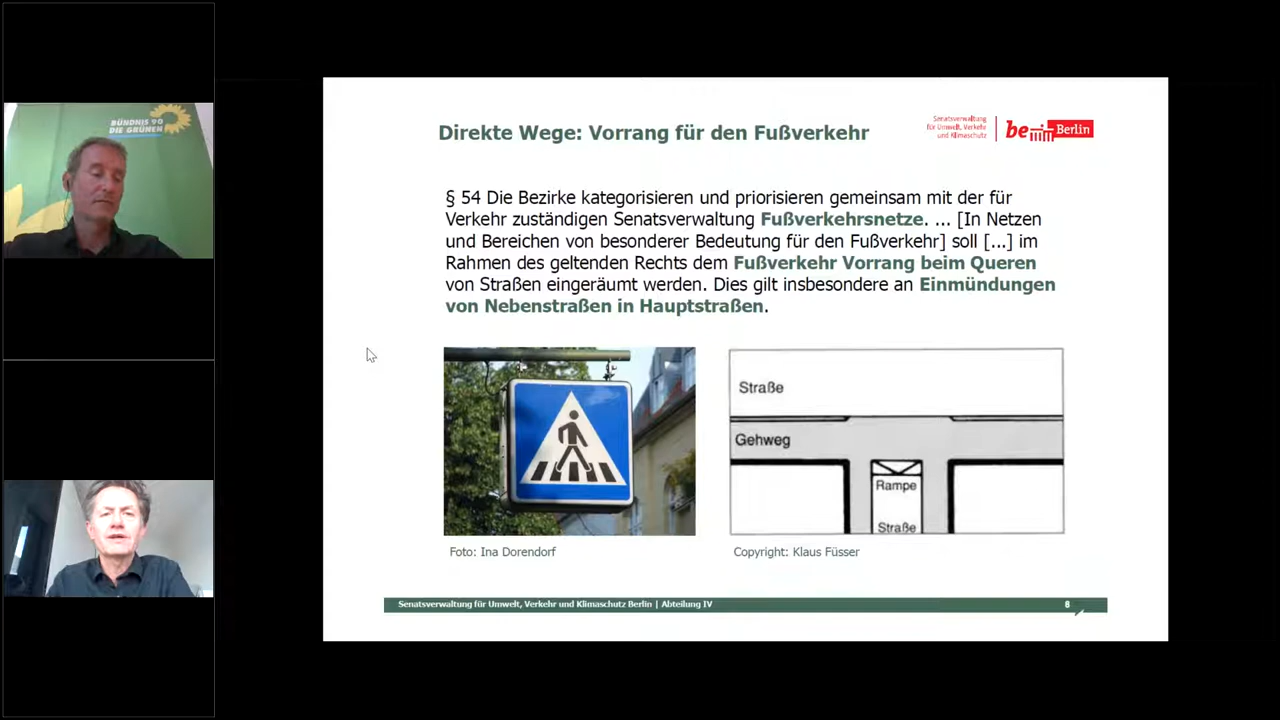 BÜNDNIS 90
DIE GRÜNEN
Direkte Wege: Vorrang für den Fußverkehr
Senatsverwaltung
für Umwelt, Verkehr
und Klimaschutz
be Berlin
§ 54 Die Bezirke kategorisieren und priorisieren gemeinsam mit der für
Verkehr zuständigen Senatsverwaltung Fußverkehrsnetze. ... [In Netzen
und Bereichen von besonderer Bedeutung für den Fußverkehr] soll [...] im
Rahmen des geltenden Rechts dem Fußverkehr Vorrang beim Queren
von Straßen eingeräumt werden. Dies gilt insbesondere an Einmündungen
von Nebenstraßen in Hauptstraßen.
Straße
Gehweg
Rampe
Straße
Foto: Ina Dorendorf
Copyright: Klaus Füsser
Senatsverwaltung für Umwelt, Verkehr und Klimaschutz Berlin | Abteilung IV
8